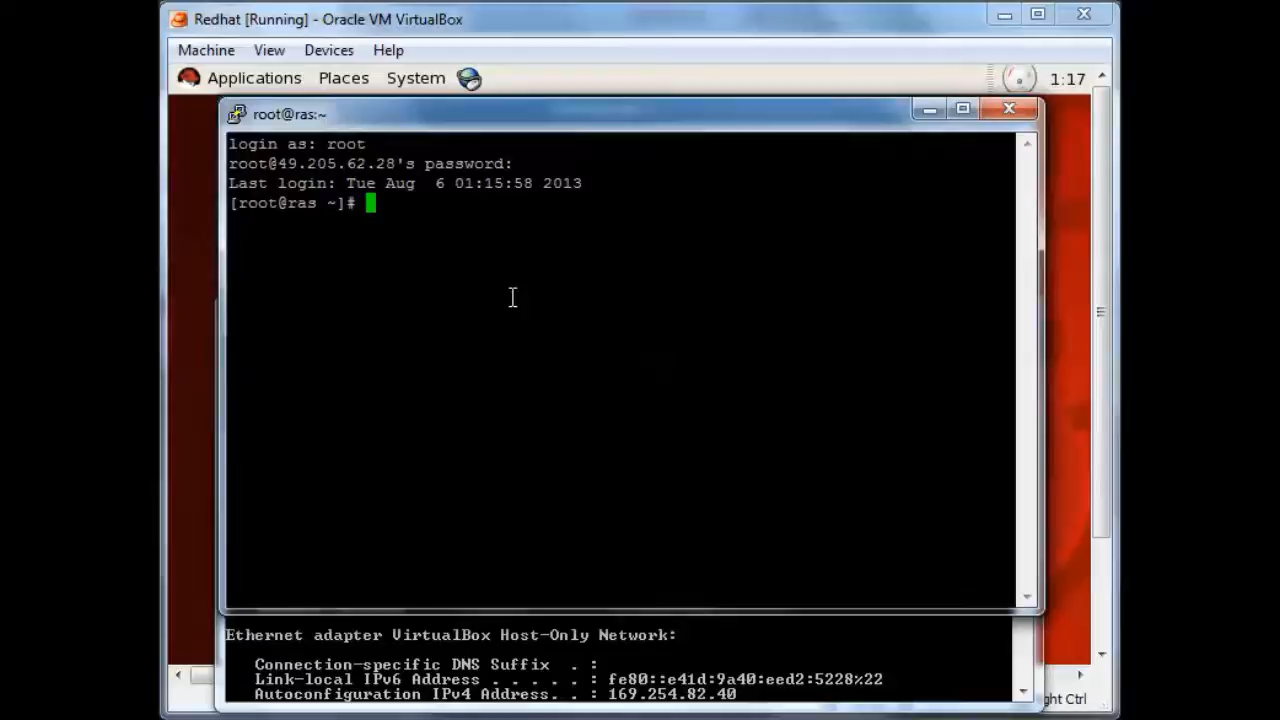 Redhat [Running] - Oracle VM VirtualBox
Machine View Devices Help
Applications Places System 1:17
root@ras:~
login as: root
root@49.205.62.28's password:
Last login: Tue Aug  6 01:15:58 2013
[root@ras ~]#
Ethernet adapter VirtualBox Host-Only Network:
Connection-specific DNS Suffix  . :
Link-local IPv6 Address . . . . . : fe80::e41d:9a40:eed2:5228%22
Autoconfiguration IPv4 Address. . : 169.254.82.40
ght Ctrl